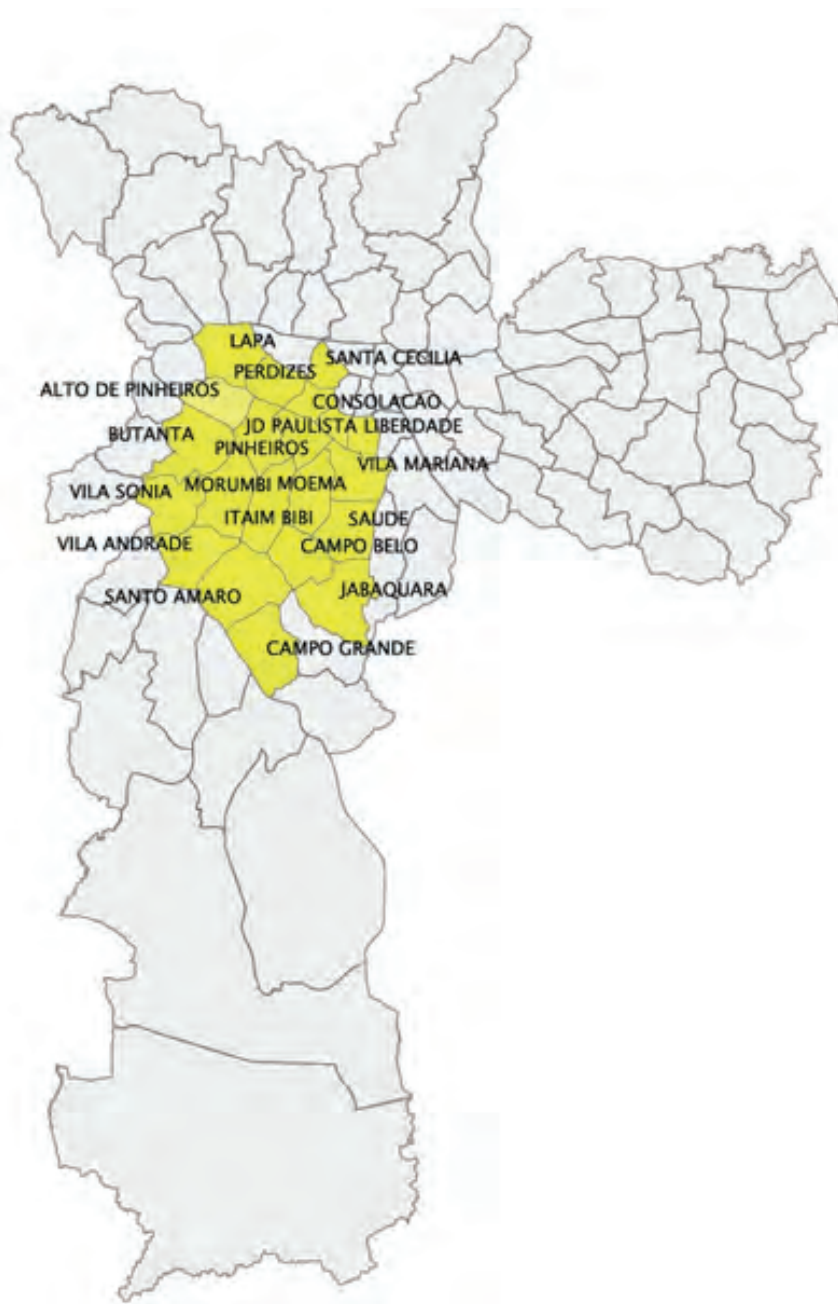 LAPA
SANTA CECILIA
PERDIZES
ALTO DE PINHEIROS
CONSOLACAO
JD PAULISTA LIBERDADE
BUTANTA
PINHEIROS
VILA MARIANA
MORUMBI MOEMA
VILA SONIA
ITAIM BIBI
SAUDE
VILA ANDRADE
CAMPO BELO
JABAQUARA
SANTO AMARO
CAMPO GRANDE